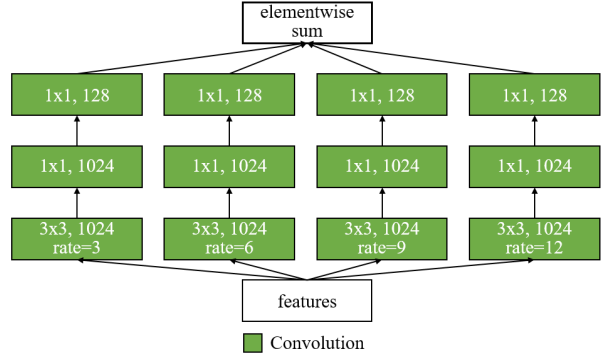 elementwise
sum
1x1, 128
1x1, 128
1x1, 128
1x1, 128
1x1, 1024
1x1, 1024
1x1, 1024
1x1, 1024
3x3, 1024
rate=3
3x3, 1024
rate=6
3x3, 1024
rate=9
3x3, 1024
rate=12
features
Convolution